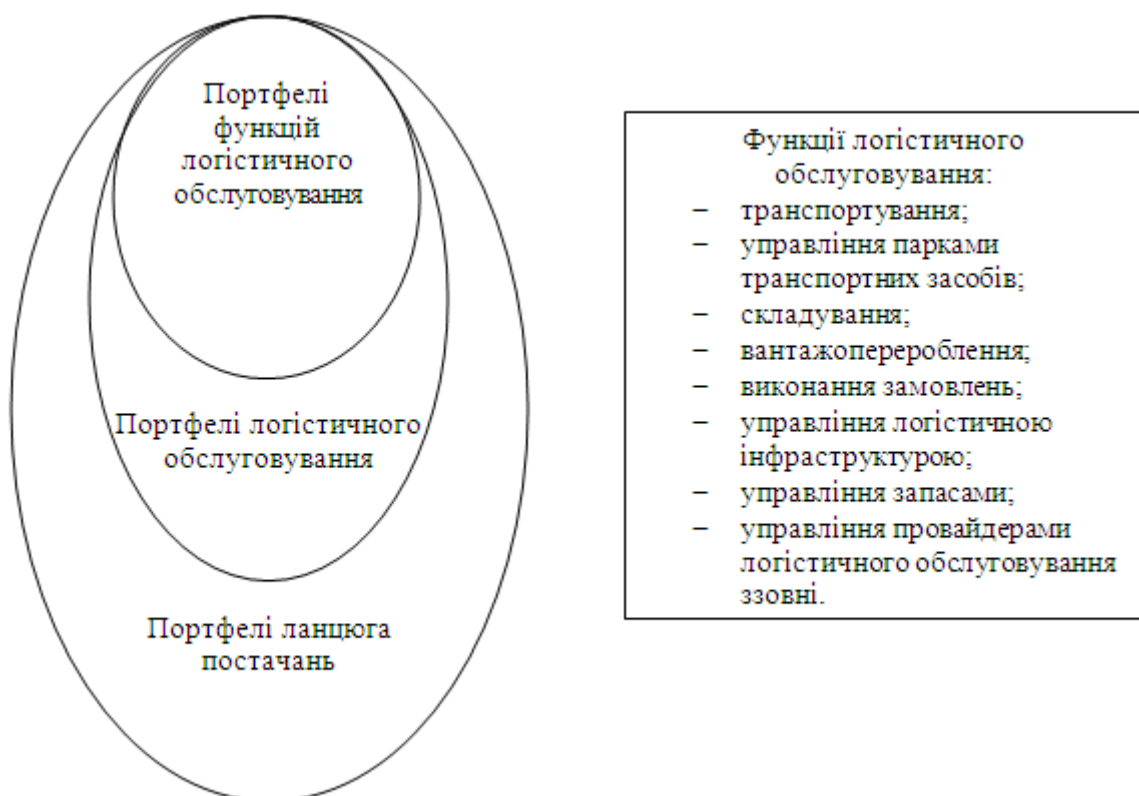 Портфелі
функцій
логістичного
обслуговування
Портфелі логістичного
обслуговування
Портфелі ланцюга
постачань
Функції логістичного
обслуговування:
– транспортування;
– управління парками
транспортних засобів;
– складування;
– вантажоперероблення;
– виконання замовлень;
– управління логістичною
інфраструктурою;
– управління запасами;
– управління провайдерами
логістичного обслуговування
ззовні.